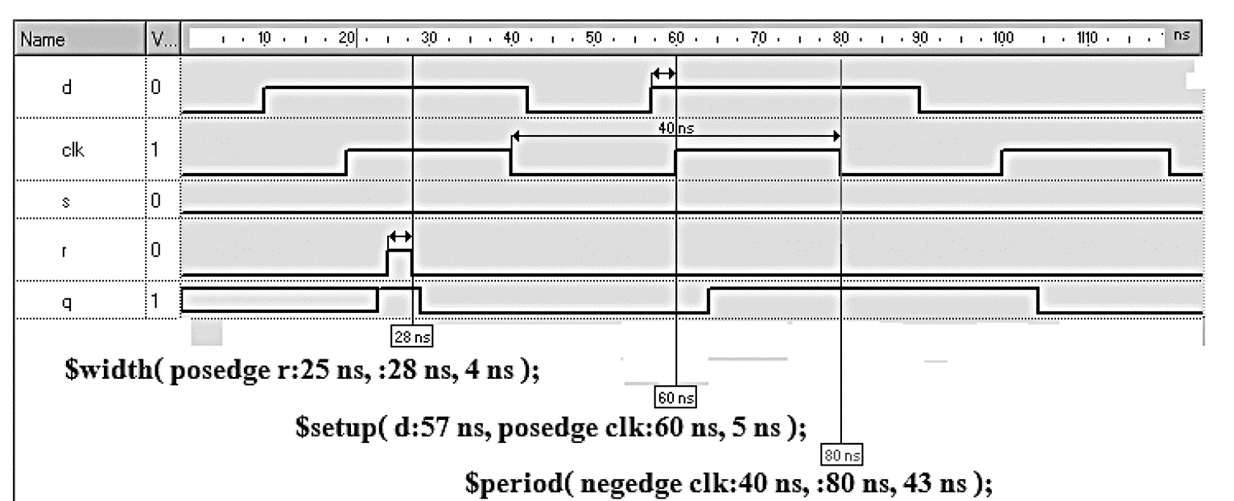 Name V... 10 20 30 40 50 60 70 80 90 100 1110 ns
d 0
40 ns
clk 1
s 0
r 0
q 1
28 ns
$width( posedge r:25 ns, :28 ns, 4 ns );
60 ns
$setup( d:57 ns, posedge clk:60 ns, 5 ns );
80 ns
$period( negedge clk:40 ns, :80 ns, 43 ns );